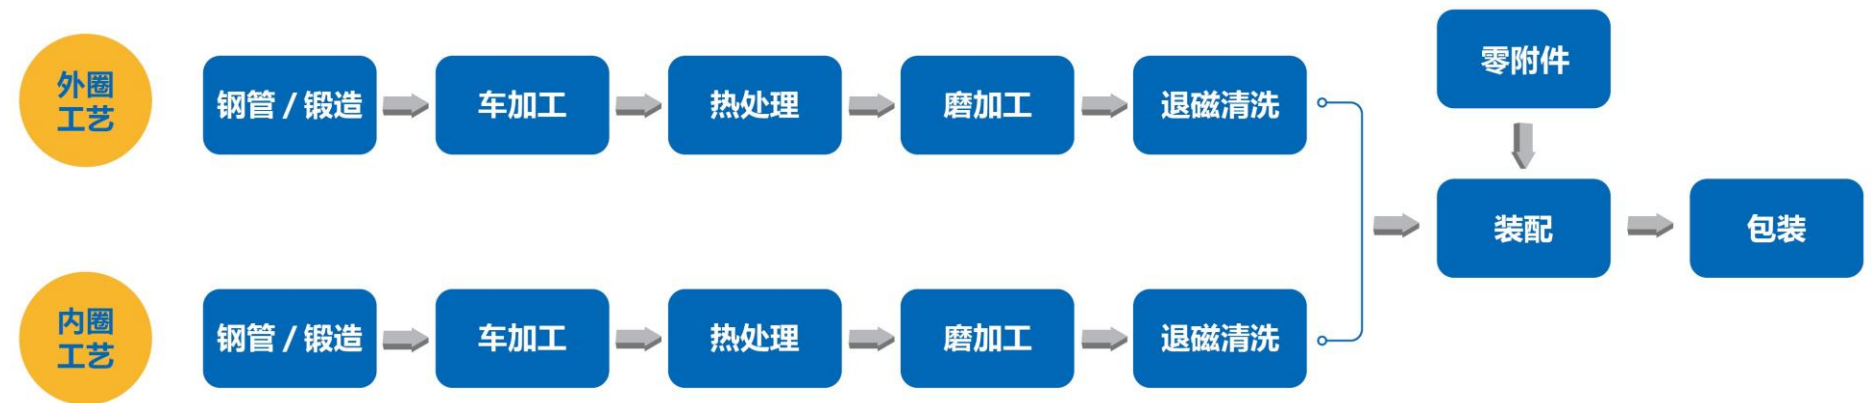 外圈
工艺
钢管 / 锻造
车加工
热处理
磨加工
退磁清洗
零附件
装配
包装
内圈
工艺
钢管 / 锻造
车加工
热处理
磨加工
退磁清洗